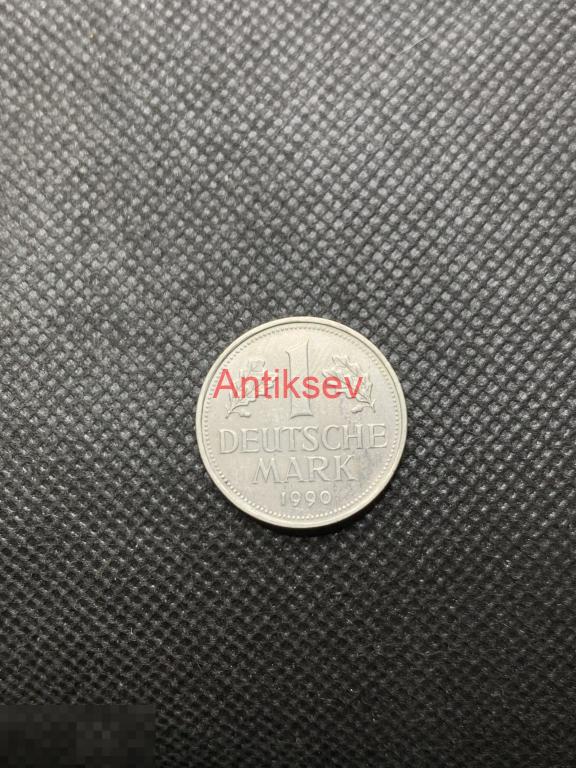 1
Antiksev
DEUTSCHE
MARK
1990